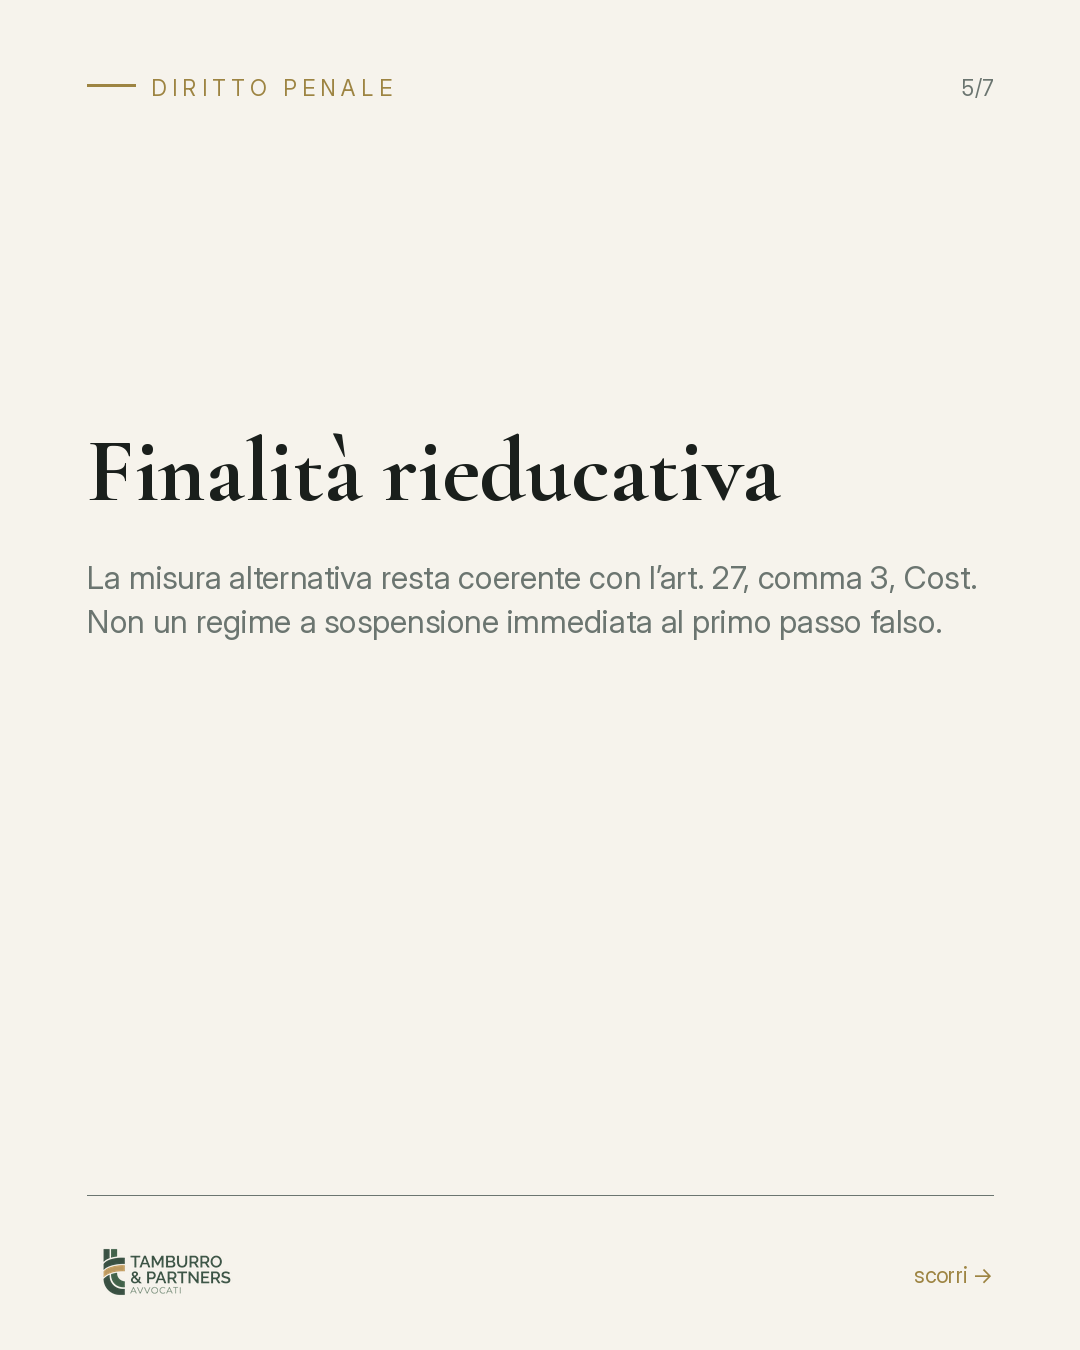 DIRITTO PENALE
5/7
Finalità rieducativa
La misura alternativa resta coerente con l’art. 27, comma 3, Cost.
Non un regime a sospensione immediata al primo passo falso.
TAMBURRO
& PARTNERS
AVVOCATI
scorri →